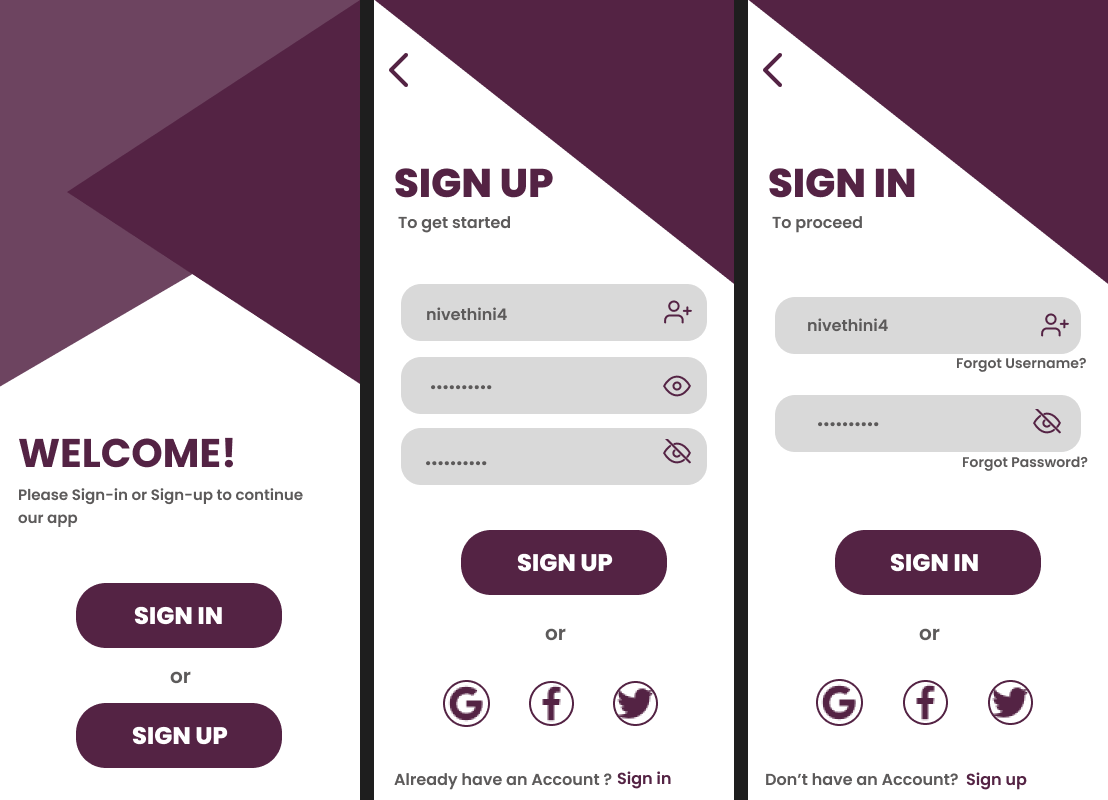 WELCOME!
Please Sign-in or Sign-up to continue
our app
SIGN IN
or
SIGN UP
SIGN UP
To get started
nivethini4
••••••••••
••••••••••
SIGN UP
or
G f
Already have an Account ? Sign in
SIGN IN
To proceed
nivethini4
Forgot Username?
••••••••••
Forgot Password?
SIGN IN
or
G f
Don’t have an Account? Sign up